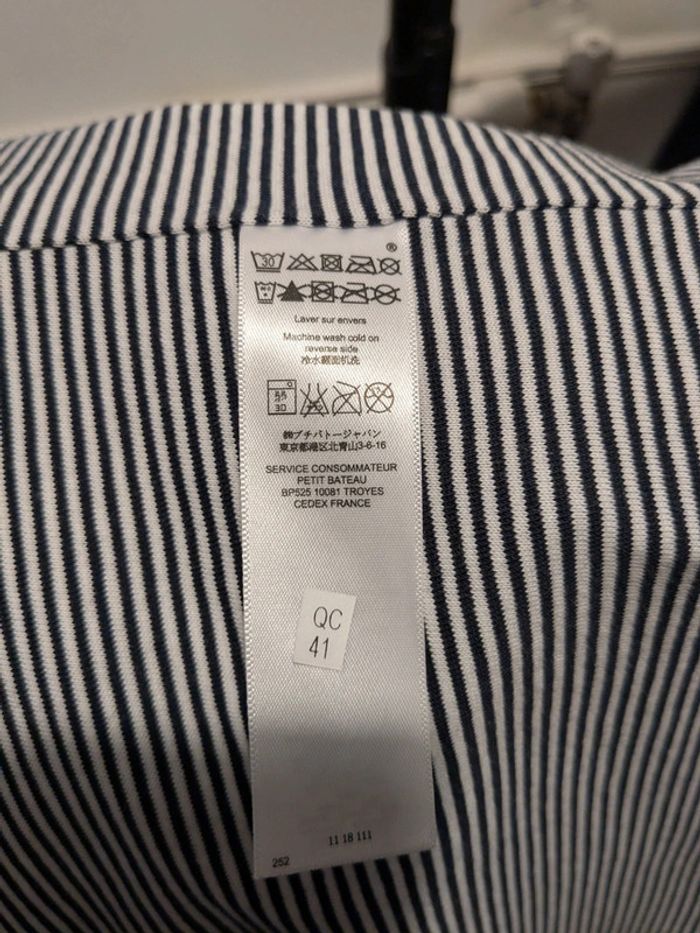 ®
30
Laver sur envers
Machine wash cold on
reverse side
冷水翻面机洗
30
㈱プチバトージャパン
東京都港区北青山3-6-16
SERVICE CONSOMMATEUR
PETIT BATEAU
BP525 10081 TROYES
CEDEX FRANCE
QC
41
11 18 111
252